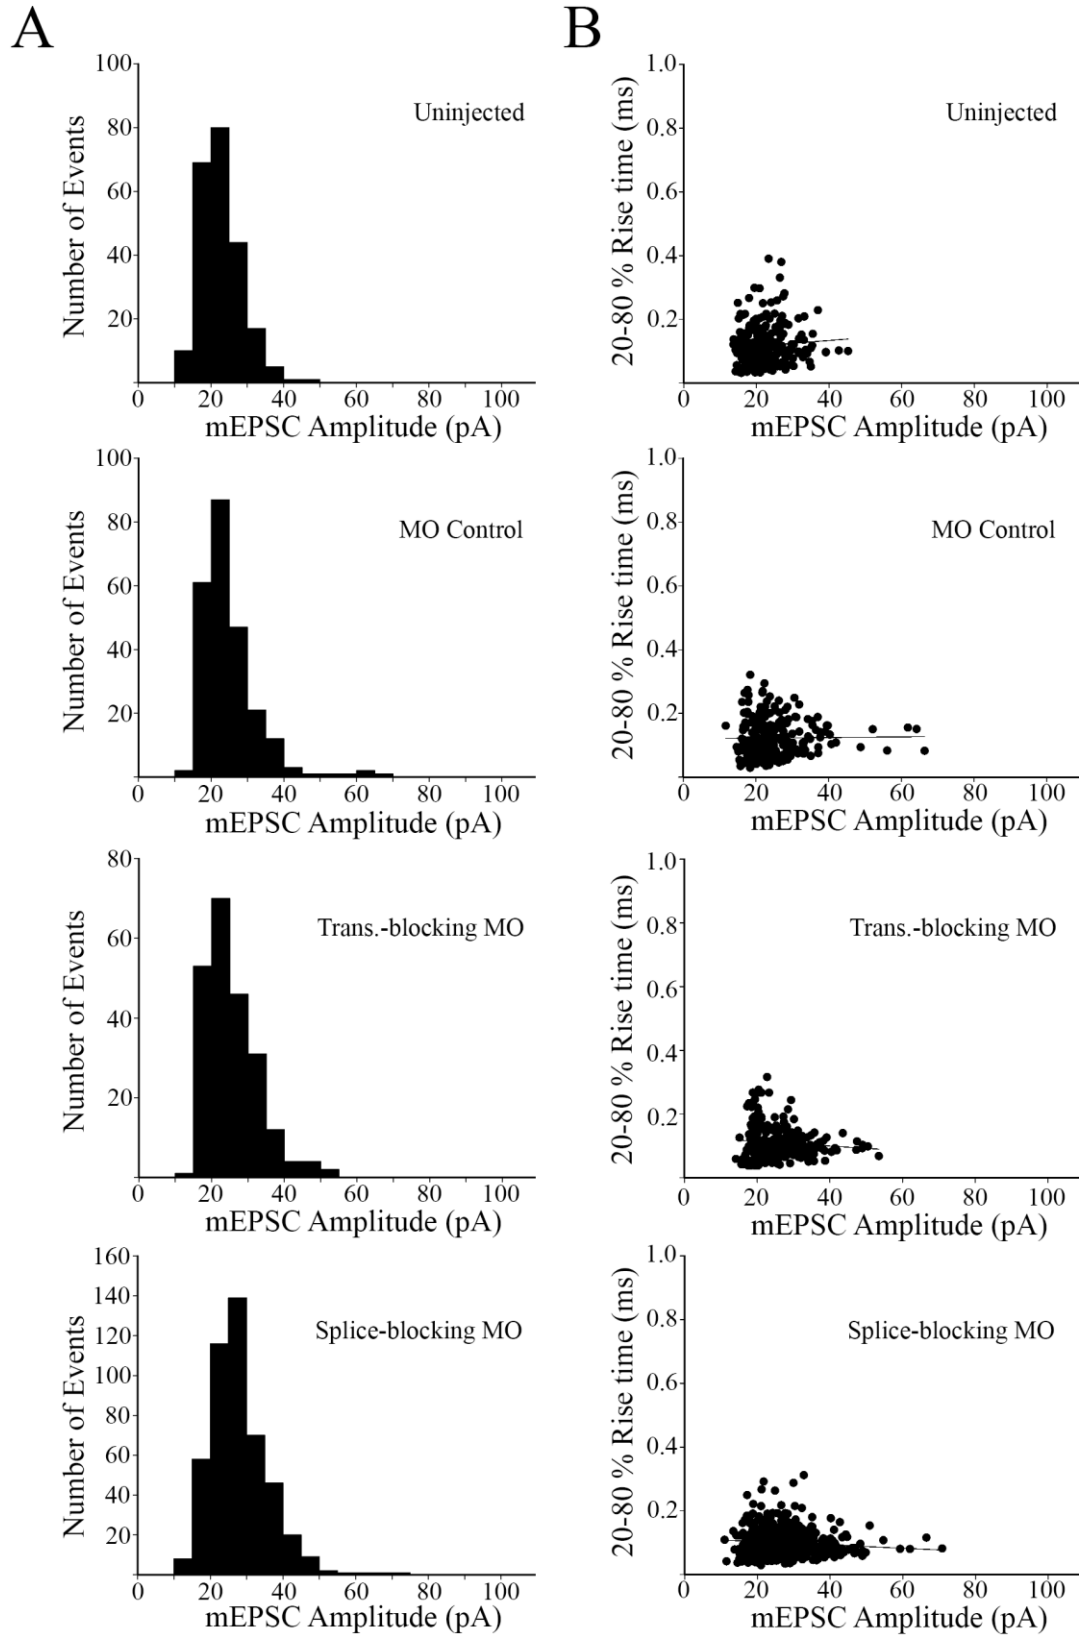 A
B
100
80
60
40
20
Number of Events
Uninjected
0 20 40 60 80 100
mEPSC Amplitude (pA)
1.0
0.8
0.6
0.4
0.2
20-80 % Rise time (ms)
Uninjected
0 20 40 60 80 100
mEPSC Amplitude (pA)
100
80
60
40
20
Number of Events
MO Control
0 20 40 60 80 100
mEPSC Amplitude (pA)
1.0
0.8
0.6
0.4
0.2
20-80 % Rise time (ms)
MO Control
0 20 40 60 80 100
mEPSC Amplitude (pA)
80
60
40
20
Number of Events
Trans.-blocking MO
0 20 40 60 80 100
mEPSC Amplitude (pA)
1.0
0.8
0.6
0.4
0.2
20-80 % Rise time (ms)
Trans.-blocking MO
0 20 40 60 80 100
mEPSC Amplitude (pA)
160
140
120
100
80
60
40
20
Number of Events
Splice-blocking MO
0 20 40 60 80 100
mEPSC Amplitude (pA)
1.0
0.8
0.6
0.4
0.2
20-80 % Rise time (ms)
Splice-blocking MO
0 20 40 60 80 100
mEPSC Amplitude (pA)